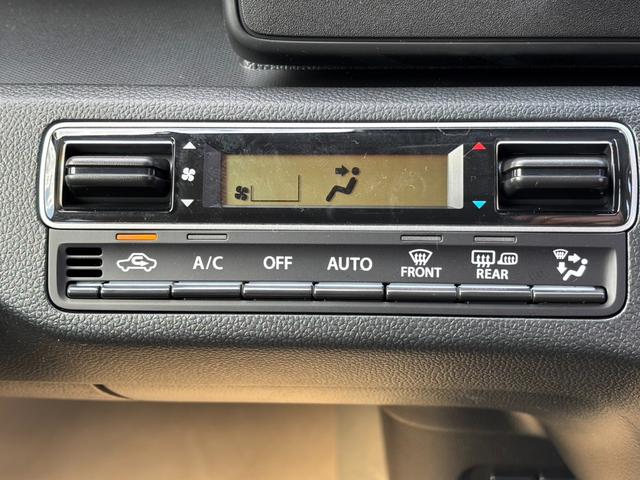 A/C OFF AUTO FRONT REAR